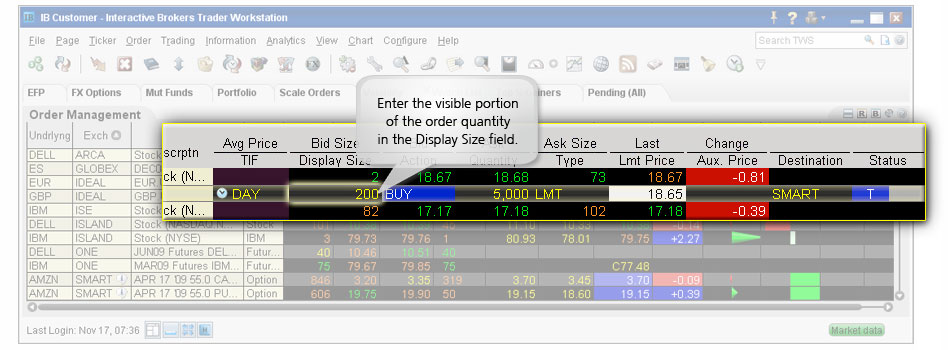 IB Customer - Interactive Brokers Trader Workstation
File Page Ticker Order Trading Information Analytics View Chart Configure Help
Search TWS
EFP FX Options Mut Funds Portfolio Scale Orders Pending (All)
Enter the visible portion
of the order quantity
in the Display Size field.
Order Management
Undrlyng Exch
scrptn Avg Price Bid Size Ask Size Last Change
TIF Display Size Action Quantity Type Lmt Price Aux. Price Destination Status
DELL ARCA Stock
ck (N... 2 18.67 18.68 73 18.67 -0.81
ES GLOBEX
EUR IDEAL
DAY 200 BUY 5,000 LMT 18.65 SMART T
GBP IDEAL
IBM ISE Stock
ck (N... 82 17.17 17.18 102 17.18 -0.39
DELL ISLAND Stock (NASDAQ.N... Stock
IBM ISLAND Stock (NYSE) IBM 3 79.73 79.76 1 80.93 78.01 79.75 +2.27
DELL ONE JUN09 Futures DEL... Futur... 40 10.46 10.51 40
IBM ONE MAR09 Futures IBM... Futur... 75 79.67 79.85 75 C77.48
AMZN SMART APR 17 '09 55.0 CA... Option 846 3.20 3.35 319 3.70 3.45 3.70 -0.09
AMZN SMART APR 17 '09 55.0 PU... Option 606 19.75 19.90 50 19.15 18.60 19.15 +0.39
Last Login: Nov 17, 07:36
Market data